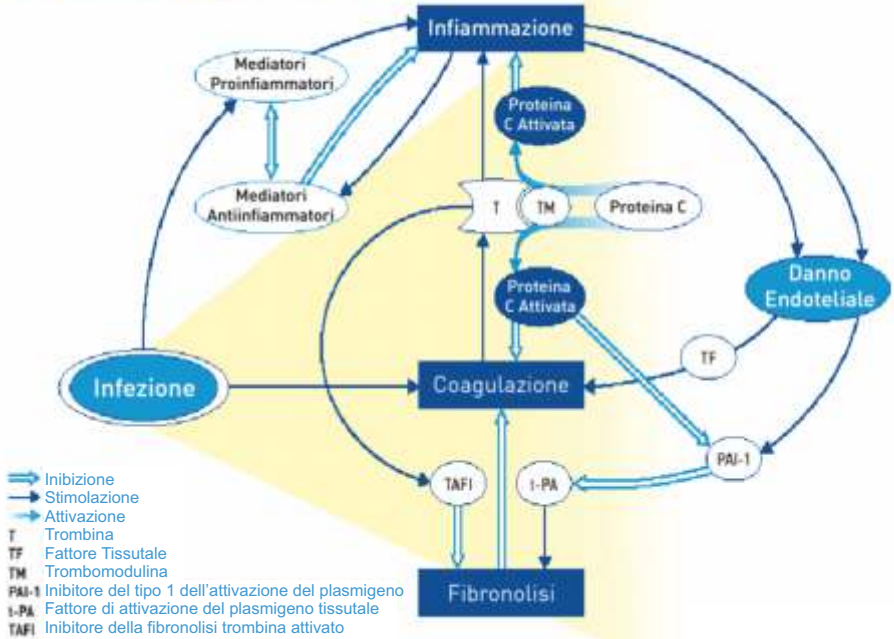 Infiammazione
Mediatori
Proinfiammatori
Proteina
C Attivata
Mediatori
Antiinfiammatori
T
TM
Proteina C
Proteina
C Attivata
Danno
Endoteliale
TF
Infezione
Coagulazione
PAI-1
TAFI
t-PA
Fibronolisi
Inibizione
Stimolazione
Attivazione
T Trombina
TF Fattore Tissutale
TM Trombomodulina
PAI-1 Inibitore del tipo 1 dell'attivazione del plasmigeno
t-PA Fattore di attivazione del plasmigeno tissutale
TAFI Inibitore della fibronolisi trombina attivato